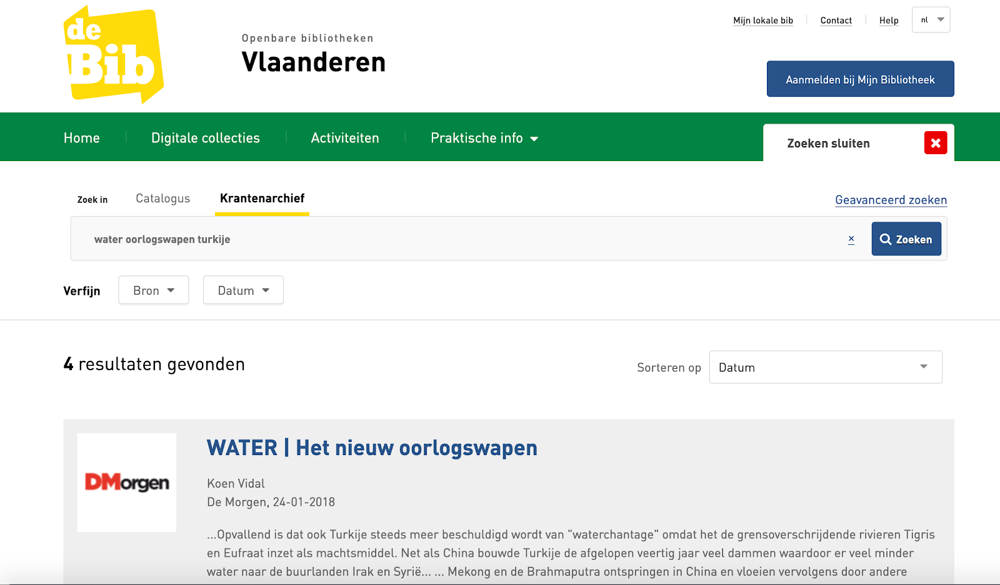 de
Bib
Openbare bibliotheken
Vlaanderen
Mijn lokale bib
Contact
Help
nl
Aanmelden bij Mijn Bibliotheek
Home
Digitale collecties
Activiteiten
Praktische info
Zoeken sluiten
Zoek in
Catalogus
Krantenarchief
Geavanceerd zoeken
water oorlogswapen turkije
×
Zoeken
Verfijn
Bron
Datum
4 resultaten gevonden
Sorteren op
Datum
DMorgen
WATER | Het nieuw oorlogswapen
Koen Vidal
De Morgen, 24-01-2018
...Opvallend is dat ook Turkije steeds meer beschuldigd wordt van "waterchantage" omdat het de grensoverschrijdende rivieren Tigris
en Eufraat inzet als machtsmiddel. Net als China bouwde Turkije de afgelopen veertig jaar veel dammen waardoor er veel minder
water naar de buurlanden Irak en Syrië... ... Mekong en de Brahmaputra ontspringen in China en vloeien vervolgens door andere